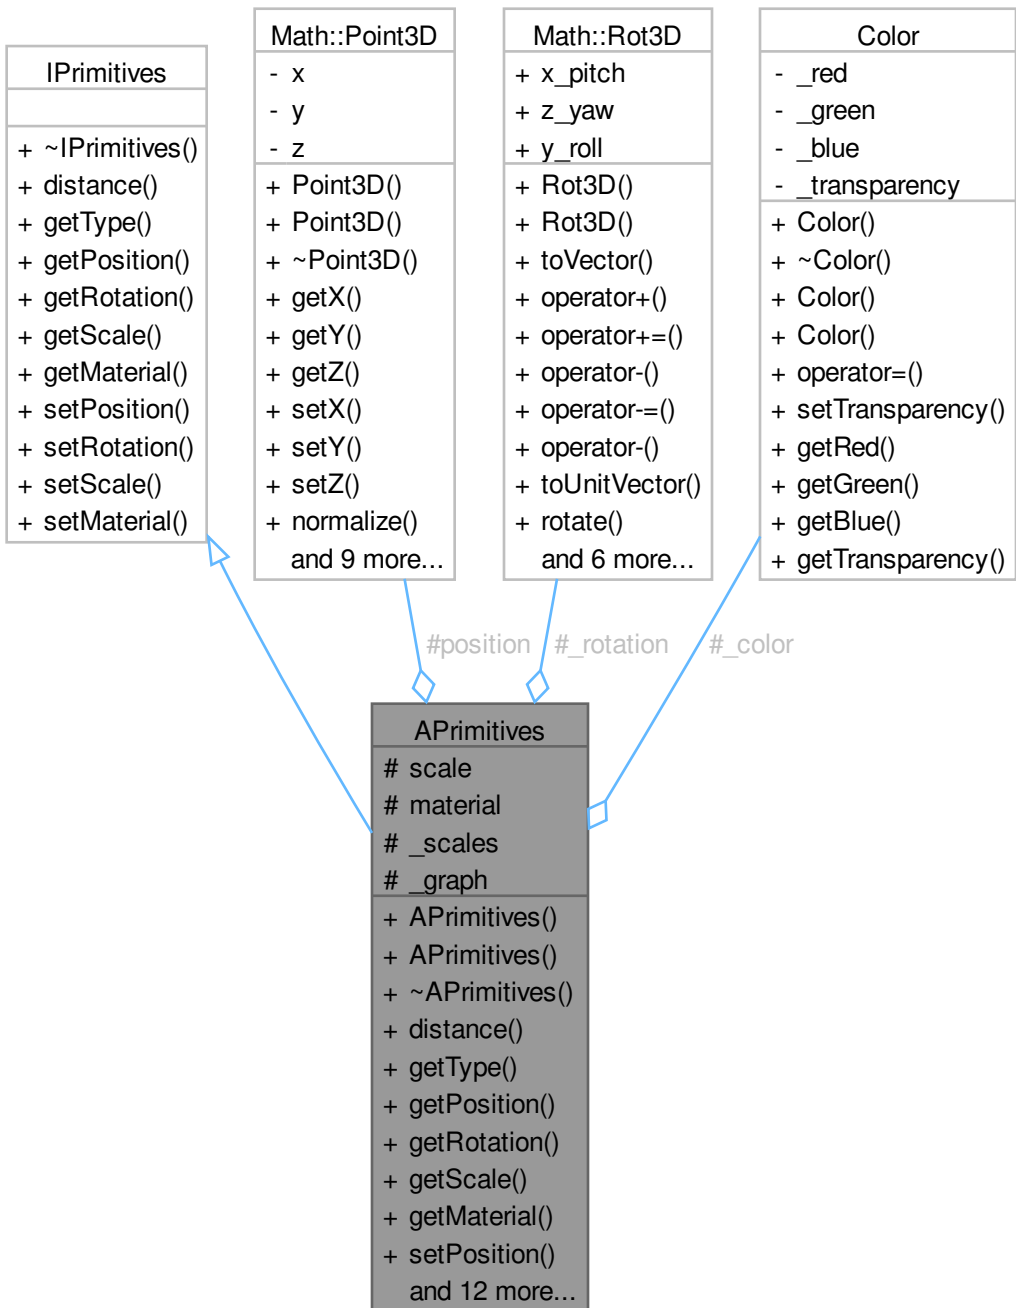 IPrimitives
+ ~IPrimitives()
+ distance()
+ getType()
+ getPosition()
+ getRotation()
+ getScale()
+ getMaterial()
+ setPosition()
+ setRotation()
+ setScale()
+ setMaterial()
Math::Point3D
- x
- y
- z
+ Point3D()
+ Point3D()
+ ~Point3D()
+ getX()
+ getY()
+ getZ()
+ setX()
+ setY()
+ setZ()
+ normalize()
and 9 more...
Math::Rot3D
+ x_pitch
+ z_yaw
+ y_roll
+ Rot3D()
+ Rot3D()
+ toVector()
+ operator+()
+ operator+=()
+ operator-()
+ operator-=()
+ operator-()
+ toUnitVector()
+ rotate()
and 6 more...
Color
- _red
- _green
- _blue
- _transparency
+ Color()
+ ~Color()
+ Color()
+ Color()
+ operator=()
+ setTransparency()
+ getRed()
+ getGreen()
+ getBlue()
+ getTransparency()
#position
#_rotation
#_color
APrimitives
# scale
# material
# _scales
# _graph
+ APrimitives()
+ APrimitives()
+ ~APrimitives()
+ distance()
+ getType()
+ getPosition()
+ getRotation()
+ getScale()
+ getMaterial()
+ setPosition()
and 12 more...